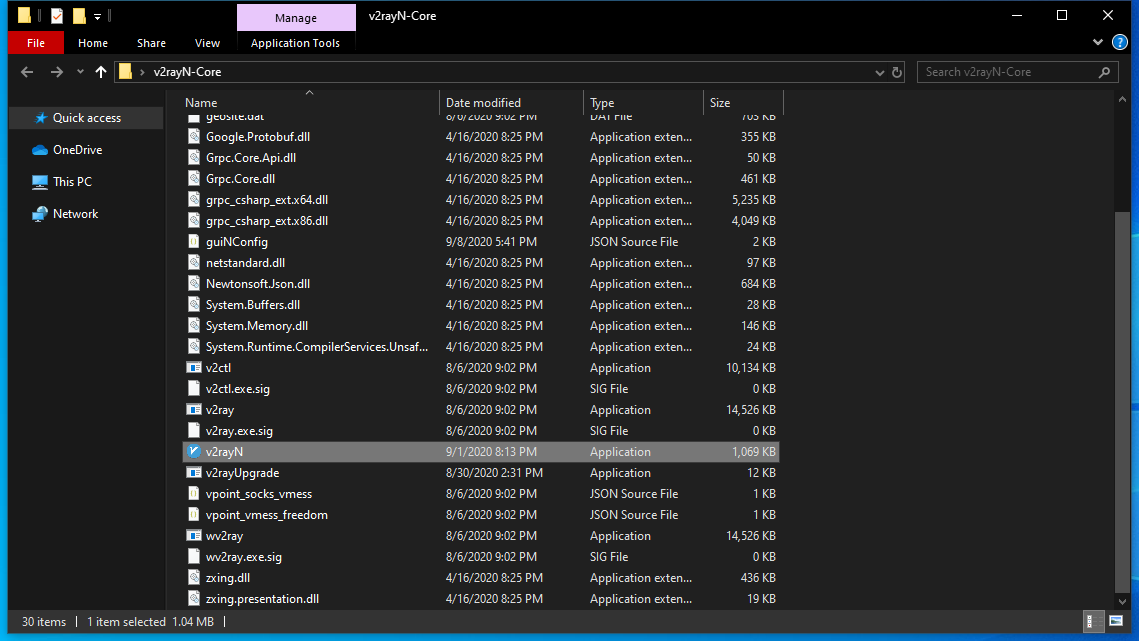 Manage
v2rayN-Core
File Home Share View Application Tools
?
v2rayN-Core
Search v2rayN-Core
Name Date modified Type Size
Quick access
OneDrive
This PC
Network
geosite.dat 8/6/2020 9:02 PM DAT File 703 KB
Google.Protobuf.dll 4/16/2020 8:25 PM Application exten... 355 KB
Grpc.Core.Api.dll 4/16/2020 8:25 PM Application exten... 50 KB
Grpc.Core.dll 4/16/2020 8:25 PM Application exten... 461 KB
grpc_csharp_ext.x64.dll 4/16/2020 8:25 PM Application exten... 5,235 KB
grpc_csharp_ext.x86.dll 4/16/2020 8:25 PM Application exten... 4,049 KB
guiNConfig 9/8/2020 5:41 PM JSON Source File 2 KB
netstandard.dll 4/16/2020 8:25 PM Application exten... 97 KB
Newtonsoft.Json.dll 4/16/2020 8:25 PM Application exten... 684 KB
System.Buffers.dll 4/16/2020 8:25 PM Application exten... 28 KB
System.Memory.dll 4/16/2020 8:25 PM Application exten... 146 KB
System.Runtime.CompilerServices.Unsaf... 4/16/2020 8:25 PM Application exten... 24 KB
v2ctl 8/6/2020 9:02 PM Application 10,134 KB
v2ctl.exe.sig 8/6/2020 9:02 PM SIG File 0 KB
v2ray 8/6/2020 9:02 PM Application 14,526 KB
v2ray.exe.sig 8/6/2020 9:02 PM SIG File 0 KB
v2rayN 9/1/2020 8:13 PM Application 1,069 KB
v2rayUpgrade 8/30/2020 2:31 PM Application 12 KB
vpoint_socks_vmess 8/6/2020 9:02 PM JSON Source File 1 KB
vpoint_vmess_freedom 8/6/2020 9:02 PM JSON Source File 1 KB
wv2ray 8/6/2020 9:02 PM Application 14,526 KB
wv2ray.exe.sig 8/6/2020 9:02 PM SIG File 0 KB
zxing.dll 4/16/2020 8:25 PM Application exten... 436 KB
zxing.presentation.dll 4/16/2020 8:25 PM Application exten... 19 KB
30 items 1 item selected 1.04 MB